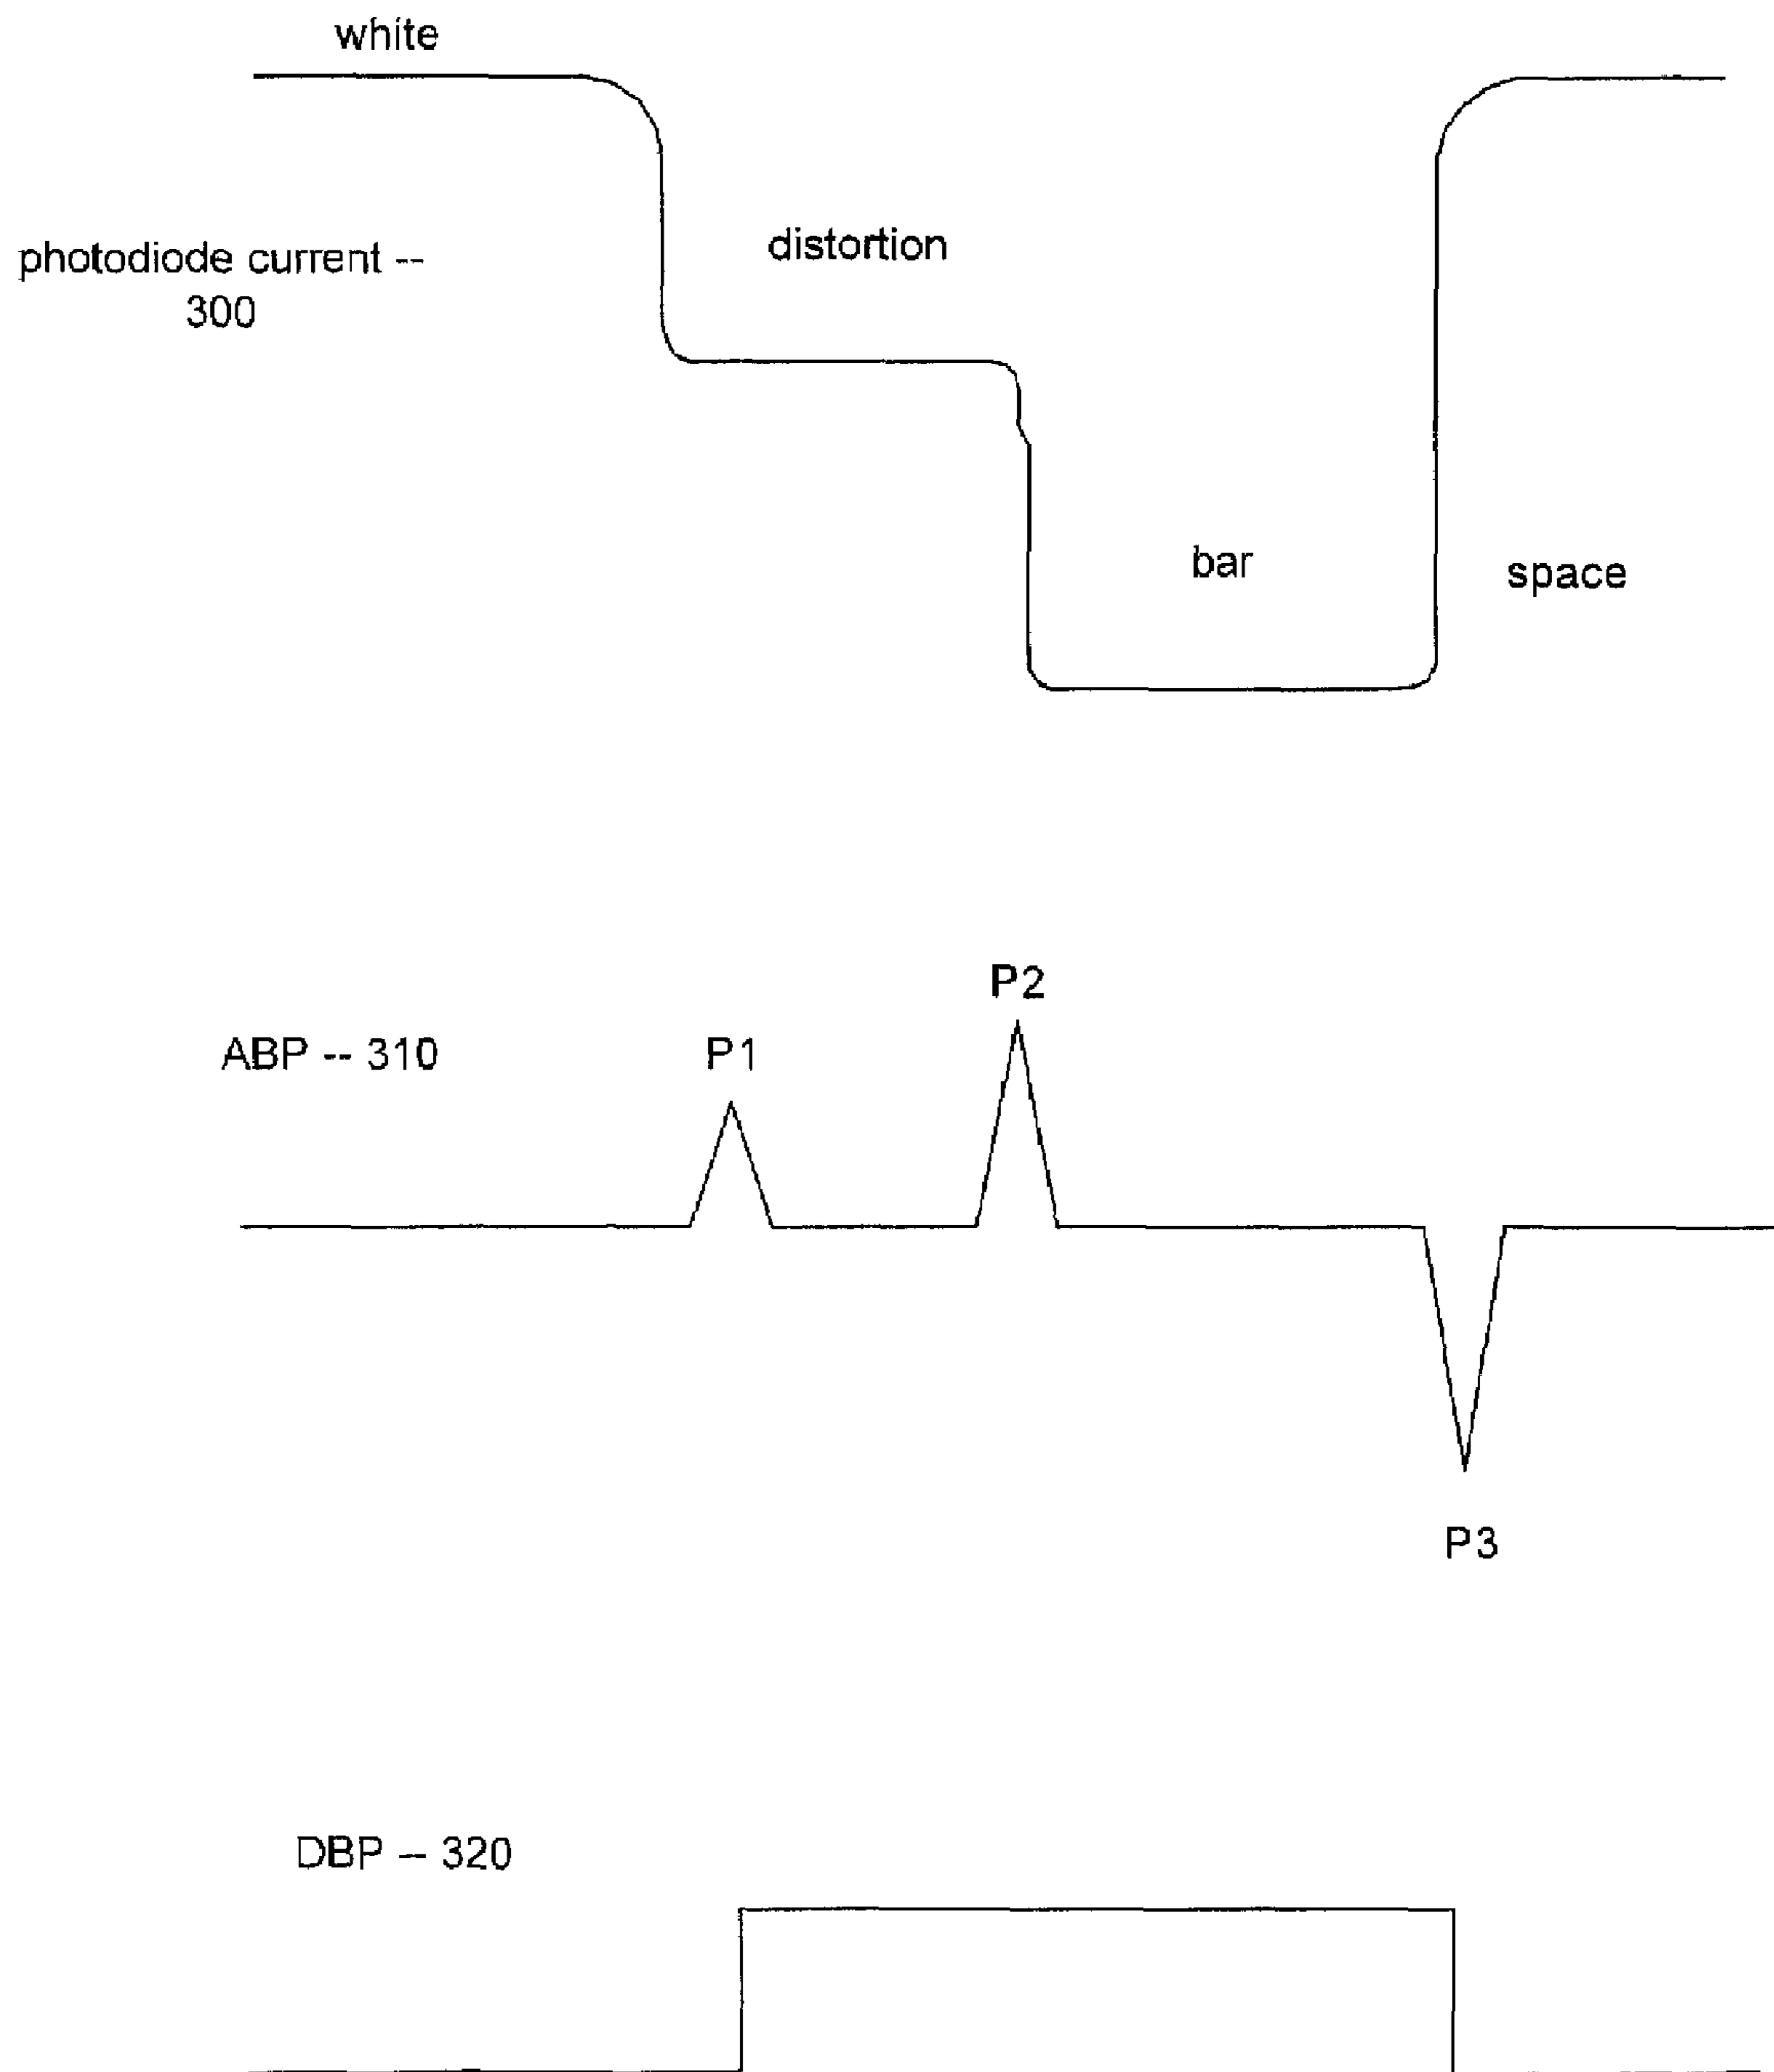 white
photodiode current --
300
distortion
bar
space
P2
ABP -- 310
P1
P3
DBP -- 320